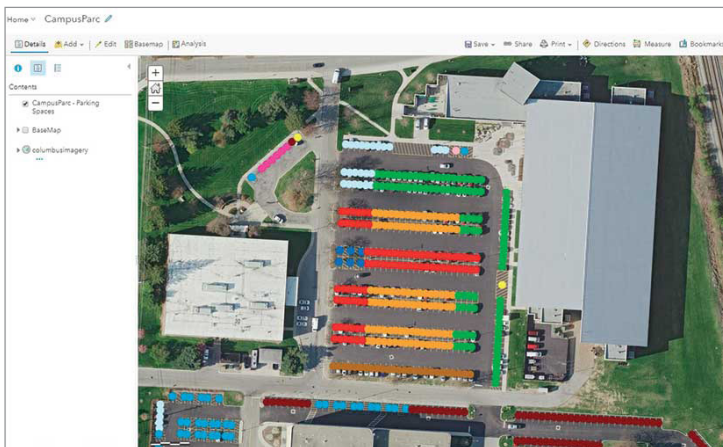 Home CampusParc
Details Add Edit Basemap Analysis Save Share Print Directions Measure Bookmarks
Contents
CampusParc - Parking
Spaces
BaseMap
columbusimagery